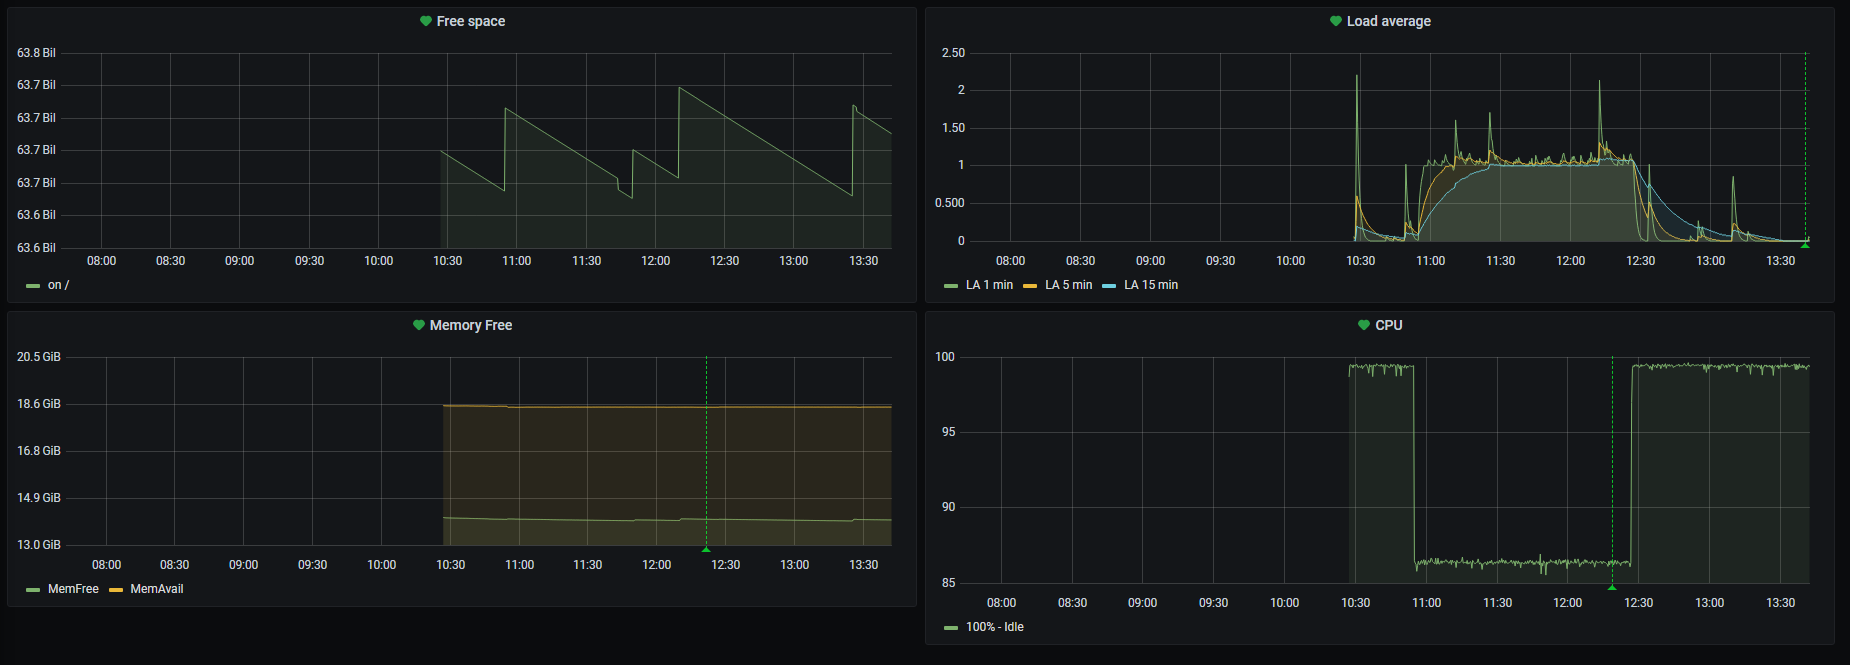 Free space
63.8 Bil
63.7 Bil
63.7 Bil
63.7 Bil
63.7 Bil
63.6 Bil
63.6 Bil
08:00 08:30 09:00 09:30 10:00 10:30 11:00 11:30 12:00 12:30 13:00 13:30
on /
Load average
2.50
2
1.50
1
0.500
0
08:00 08:30 09:00 09:30 10:00 10:30 11:00 11:30 12:00 12:30 13:00 13:30
LA 1 min LA 5 min LA 15 min
Memory Free
20.5 GiB
18.6 GiB
16.8 GiB
14.9 GiB
13.0 GiB
08:00 08:30 09:00 09:30 10:00 10:30 11:00 11:30 12:00 12:30 13:00 13:30
MemFree MemAvail
CPU
100
95
90
85
08:00 08:30 09:00 09:30 10:00 10:30 11:00 11:30 12:00 12:30 13:00 13:30
100% - Idle